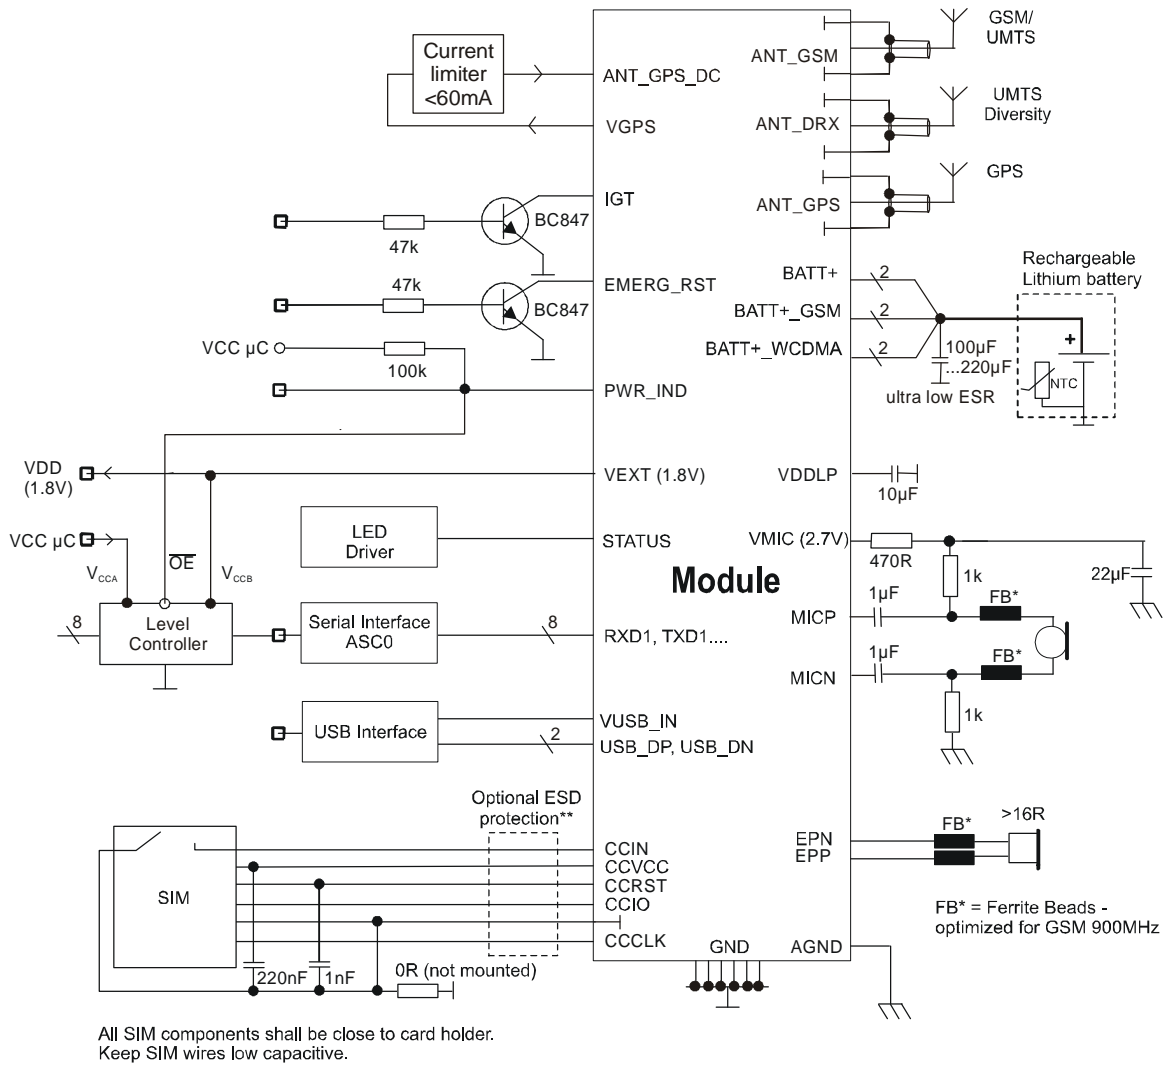 GSM/
UMTS
Current
limiter
<60mA
ANT_GPS_DC
VGPS
ANT_GSM
UMTS
Diversity
ANT_DRX
GPS
ANT_GPS
IGT
BC847
47k
47k
EMERG_RST
BC847
BATT+
2
BATT+_GSM
2
BATT+_WCDMA
2
Rechargeable
Lithium battery
+
NTC
100µF
...220µF
ultra low ESR
VCC µC
100k
PWR_IND
VDD
(1.8V)
VEXT (1.8V)
VDDLP
10µF
VCC µC
OE
VCCA
VCCB
LED
Driver
STATUS
VMIC (2.7V)
470R
1k
22µF
Module
8
Level
Controller
Serial Interface
ASC0
8
RXD1, TXD1....
MICP
1µF
FB*
MICN
1µF
FB*
1k
USB Interface
VUSB_IN
2
USB_DP, USB_DN
Optional ESD
protection**
SIM
CCIN
CCVCC
CCRST
CCIO
CCCLK
220nF
1nF
0R (not mounted)
GND
AGND
EPN
EPP
FB*
>16R
FB* = Ferrite Beads -
optimized for GSM 900MHz
All SIM components shall be close to card holder.
Keep SIM wires low capacitive.